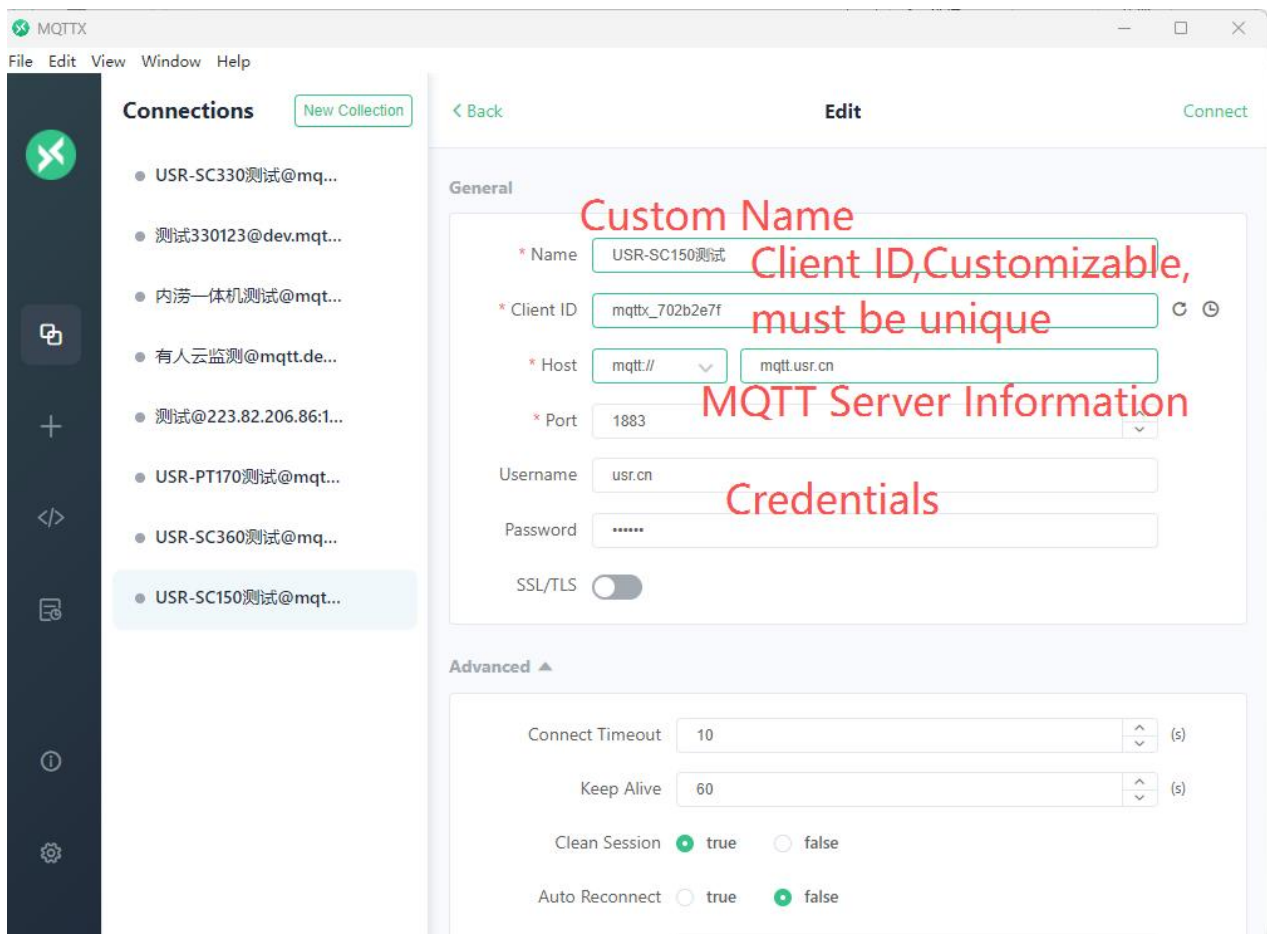 MQTTX
File Edit View Window Help
Connections
New Collection
USR-SC330测试@mq...
测试330123@dev.mqt...
内涝一体机测试@mqt...
有人云监测@mqtt.de...
测试@223.82.206.86:1...
USR-PT170测试@mqt...
USR-SC360测试@mq...
USR-SC150测试@mqt...
< Back
Edit
Connect
General
Custom Name
* Name USR-SC150测试
Client ID,Customizable,
must be unique
* Client ID mqttx_702b2e7f
* Host mqtt:// mqtt.usr.cn
MQTT Server Information
* Port 1883
Username usr.cn
Credentials
Password ••••••
SSL/TLS
Advanced
Connect Timeout 10 (s)
Keep Alive 60 (s)
Clean Session true false
Auto Reconnect true false